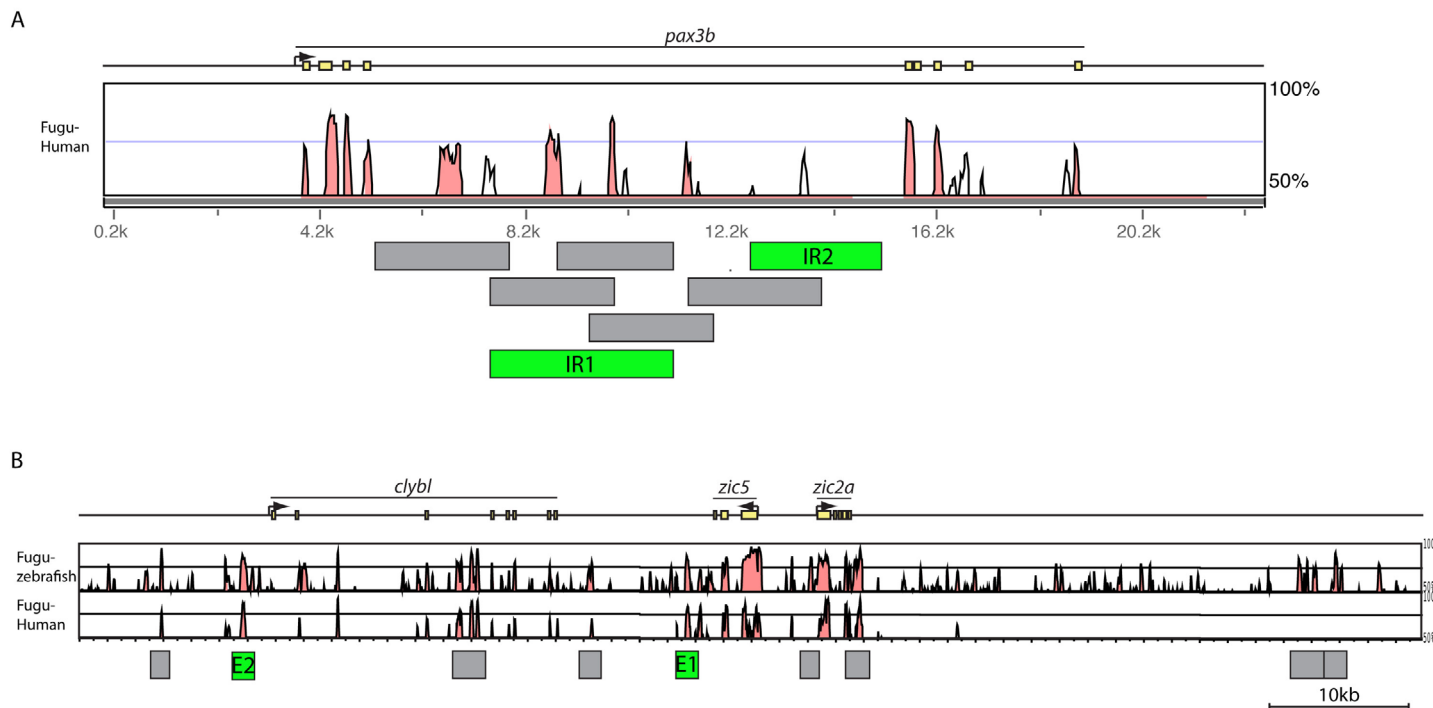 A
pax3b
100%
Fugu-
Human
50%
0.2k 4.2k 8.2k 12.2k 16.2k 20.2k
IR2
IR1
B
clybl zic5 zic2a
Fugu-
zebrafish
Fugu-
Human
E2 E1
10kb